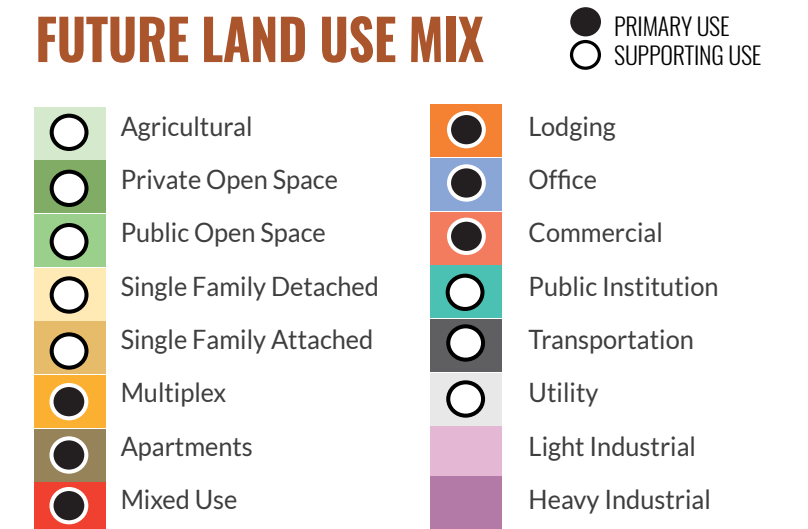 FUTURE LAND USE MIX
PRIMARY USE
SUPPORTING USE
Agricultural
Private Open Space
Public Open Space
Single Family Detached
Single Family Attached
Multiplex
Apartments
Mixed Use
Lodging
Office
Commercial
Public Institution
Transportation
Utility
Light Industrial
Heavy Industrial